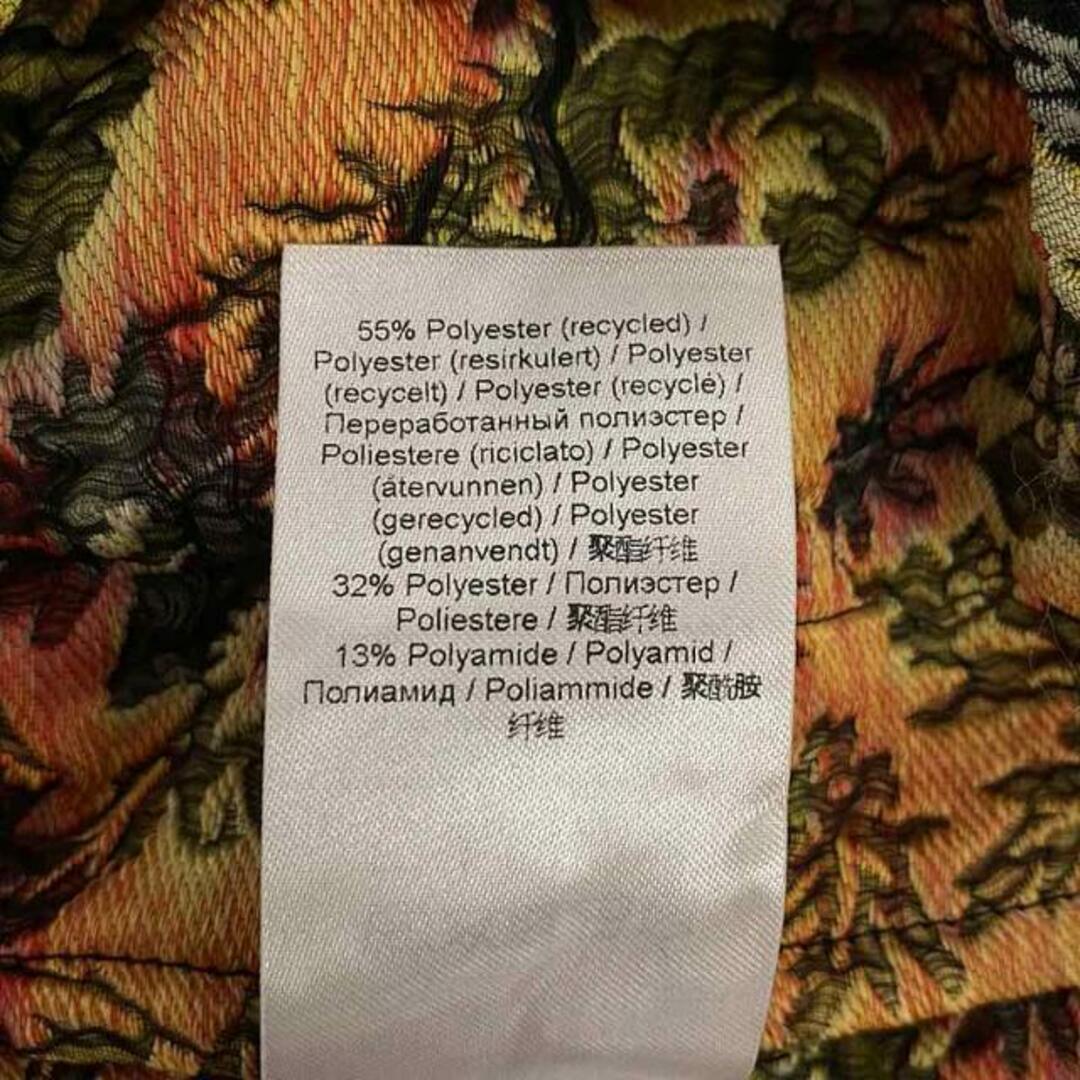 55% Polyester (recycled) /
Polyester (resirkulert) / Polyester
(recycelt) / Polyester (recyclé) /
Переработанный полиэстер /
Poliestere (riciclato) / Polyester
(återvunnen) / Polyester
(gerecycled) / Polyester
(genanvendt) / 聚酯纤维
32% Polyester / Полиэстер /
Poliestere / 聚酯纤维
13% Polyamide / Polyamid /
Полиамид / Poliammide / 聚酰胺
纤维